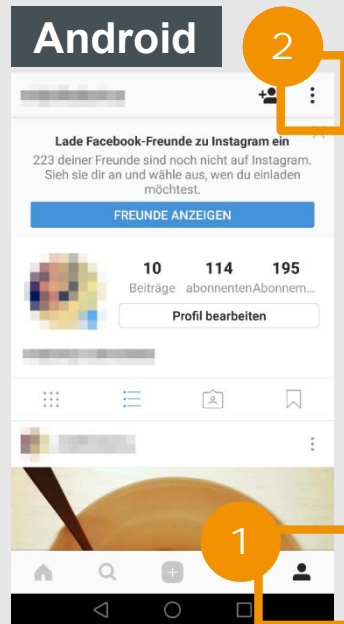 Android
2
Lade Facebook-Freunde zu Instagram ein
223 deiner Freunde sind noch nicht auf Instagram.
Sieh sie dir an und wähle aus, wen du einladen
möchtest.
FREUNDE ANZEIGEN
10 114 195
Beiträge abonnenten Abonnem...
Profil bearbeiten
1